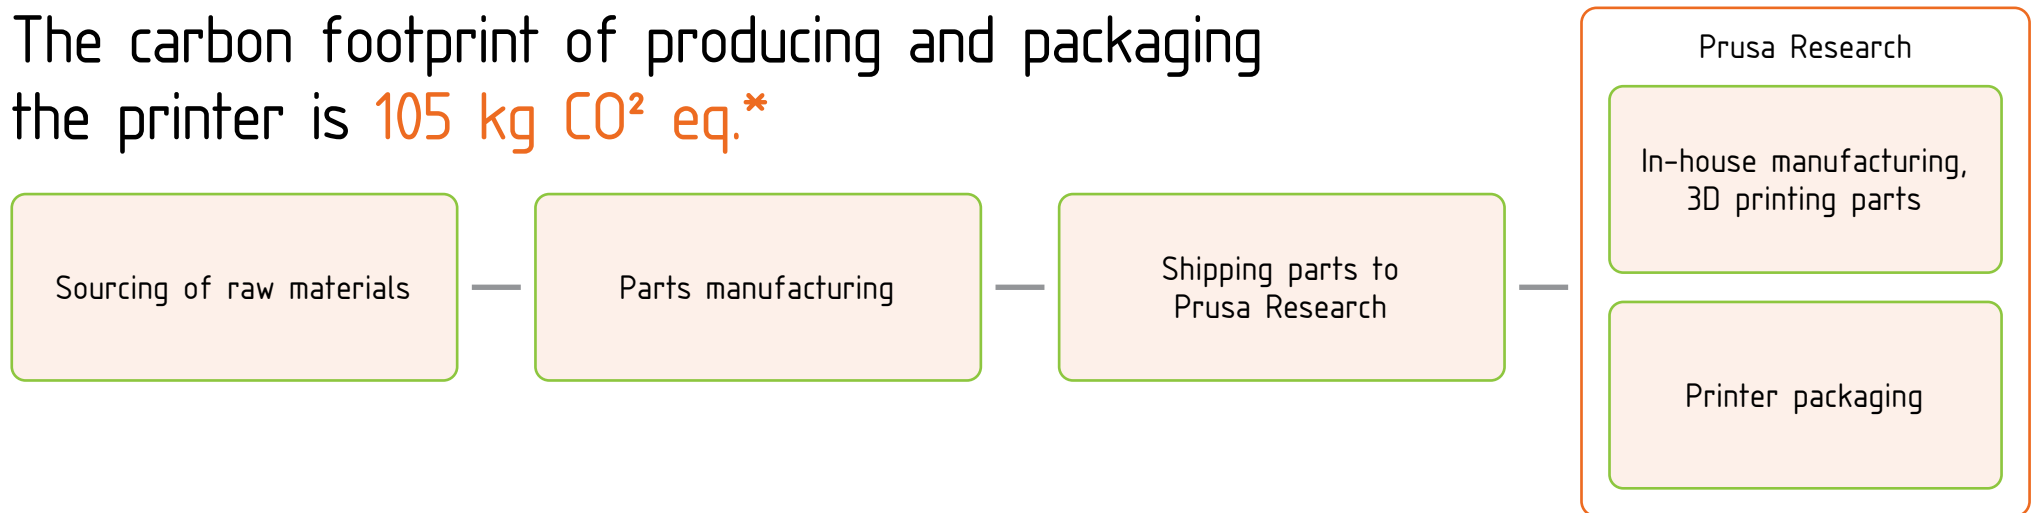 The carbon footprint of producing and packaging
the printer is 105 kg CO² eq.*
Sourcing of raw materials
Parts manufacturing
Shipping parts to
Prusa Research
Prusa Research
In-house manufacturing,
3D printing parts
Printer packaging